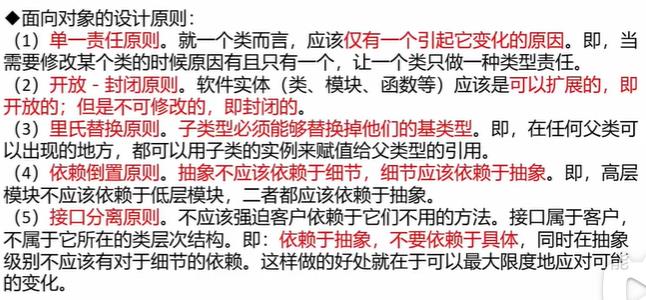 ◆面向对象的设计原则：
（1）单一责任原则。就一个类而言，应该仅有一个引起它变化的原因。即，当
需要修改某个类的时候原因有且只有一个，让一个类只做一种类型责任。
（2）开放－封闭原则。软件实体（类、模块、函数等）应该是可以扩展的，即
开放的；但是不可修改的，即封闭的。
（3）里氏替换原则。子类型必须能够替换掉他们的基类型。即，在任何父类可
以出现的地方，都可以用子类的实例来赋值给父类型的引用。
（4）依赖倒置原则。抽象不应该依赖于细节，细节应该依赖于抽象。即，高层
模块不应该依赖于低层模块，二者都应该依赖于抽象。
（5）接口分离原则。不应该强迫客户依赖于它们不用的方法。接口属于客户，
不属于它所在的类层次结构。即：依赖于抽象，不要依赖于具体，同时在抽象
级别不应该有对于细节的依赖。这样做的好处就在于可以最大限度地应对可能
的变化。